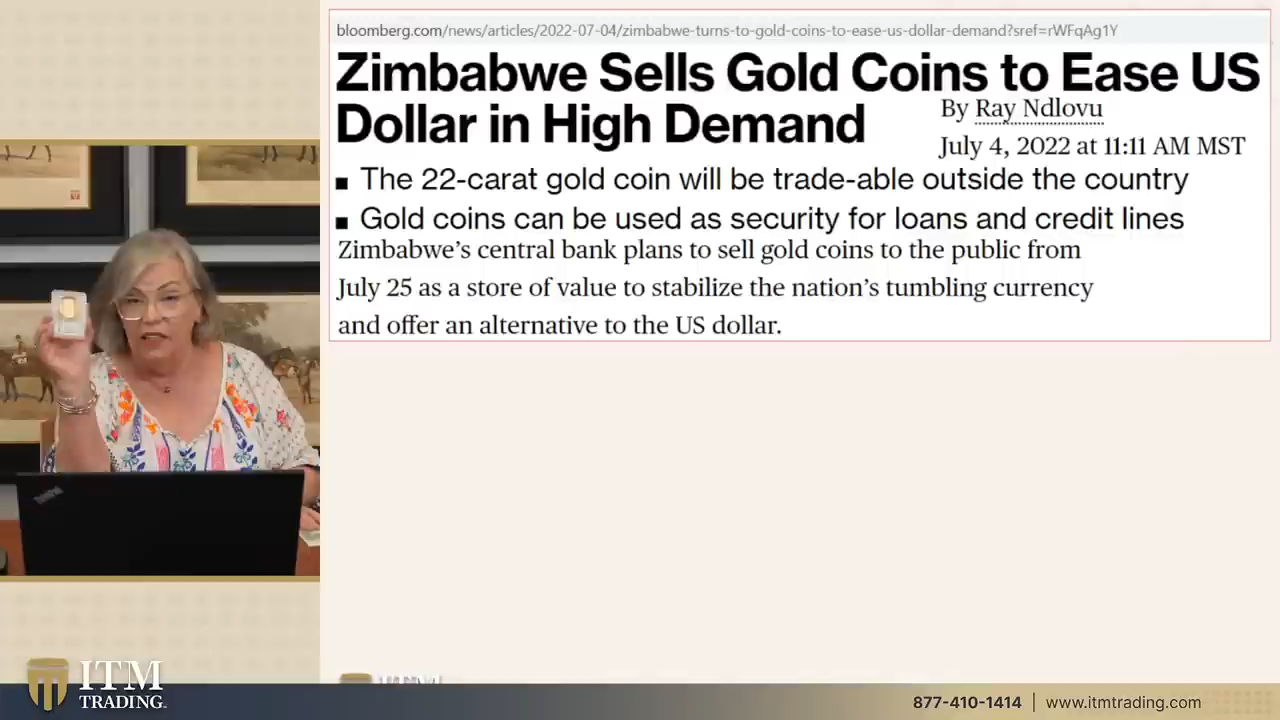 bloomberg.com/news/articles/2022-07-04/zimbabwe-turns-to-gold-coins-to-ease-us-dollar-demand?sref=rWFqAg1Y
Zimbabwe Sells Gold Coins to Ease US
Dollar in High Demand
By Ray Ndlovu
July 4, 2022 at 11:11 AM MST
▪ The 22-carat gold coin will be trade-able outside the country
▪ Gold coins can be used as security for loans and credit lines
Zimbabwe's central bank plans to sell gold coins to the public from
July 25 as a store of value to stabilize the nation's tumbling currency
and offer an alternative to the US dollar.
ThinkPad
ITM
TRADING.
877-410-1414 | www.itmtrading.com